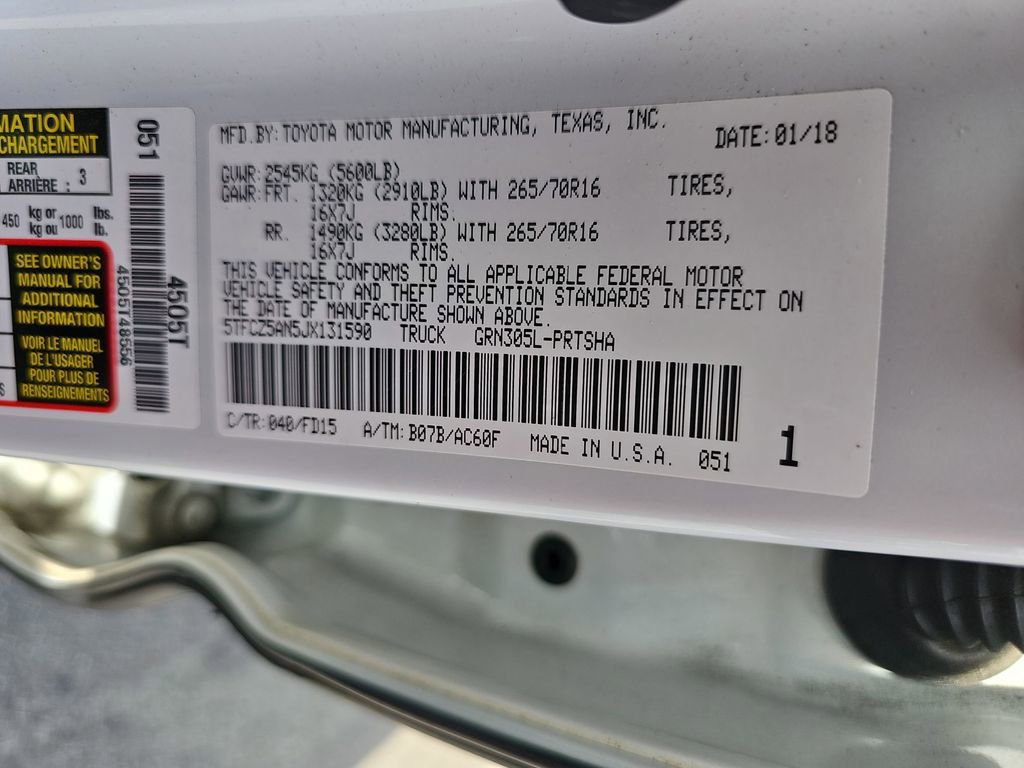 MATION
CHARGEMENT
REAR
ARRIÈRE : 3
450 kg or 1000 lbs.
kg ou lb.
SEE OWNER'S
MANUAL FOR
ADDITIONAL
INFORMATION
VOIR LE MANUEL
DE L'USAGER
POUR PLUS DE
RENSEIGNEMENTS
S
051
4505T
4505T48556
MFD.BY: TOYOTA MOTOR MANUFACTURING, TEXAS, INC. DATE: 01/18
GVWR: 2545KG (5600LB)
GAWR: FRT. 1320KG (2910LB) WITH 265/70R16 TIRES,
16X7J RIMS.
RR. 1490KG (3280LB) WITH 265/70R16 TIRES,
16X7J RIMS.
THIS VEHICLE CONFORMS TO ALL APPLICABLE FEDERAL MOTOR
VEHICLE SAFETY AND THEFT PREVENTION STANDARDS IN EFFECT ON
THE DATE OF MANUFACTURE SHOWN ABOVE.
5TFCZ5AN5JX131590 TRUCK GRN305L-PRTSHA
C/TR: 040/FD15 A/TM: B07B/AC60F MADE IN U.S.A. 051 1